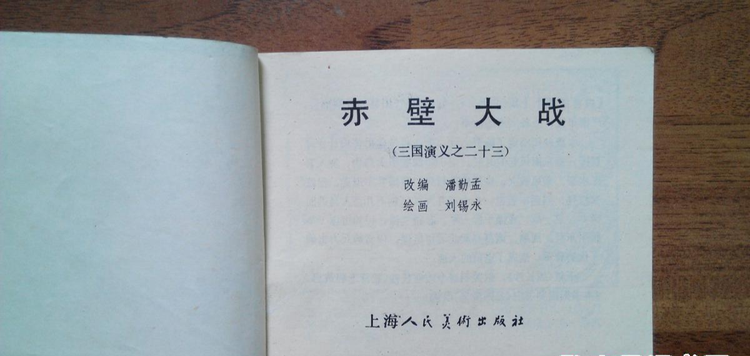 赤壁大战
(三国演义之二十三)
改编 潘勤孟
绘画 刘锡永
上海人民美術出版社